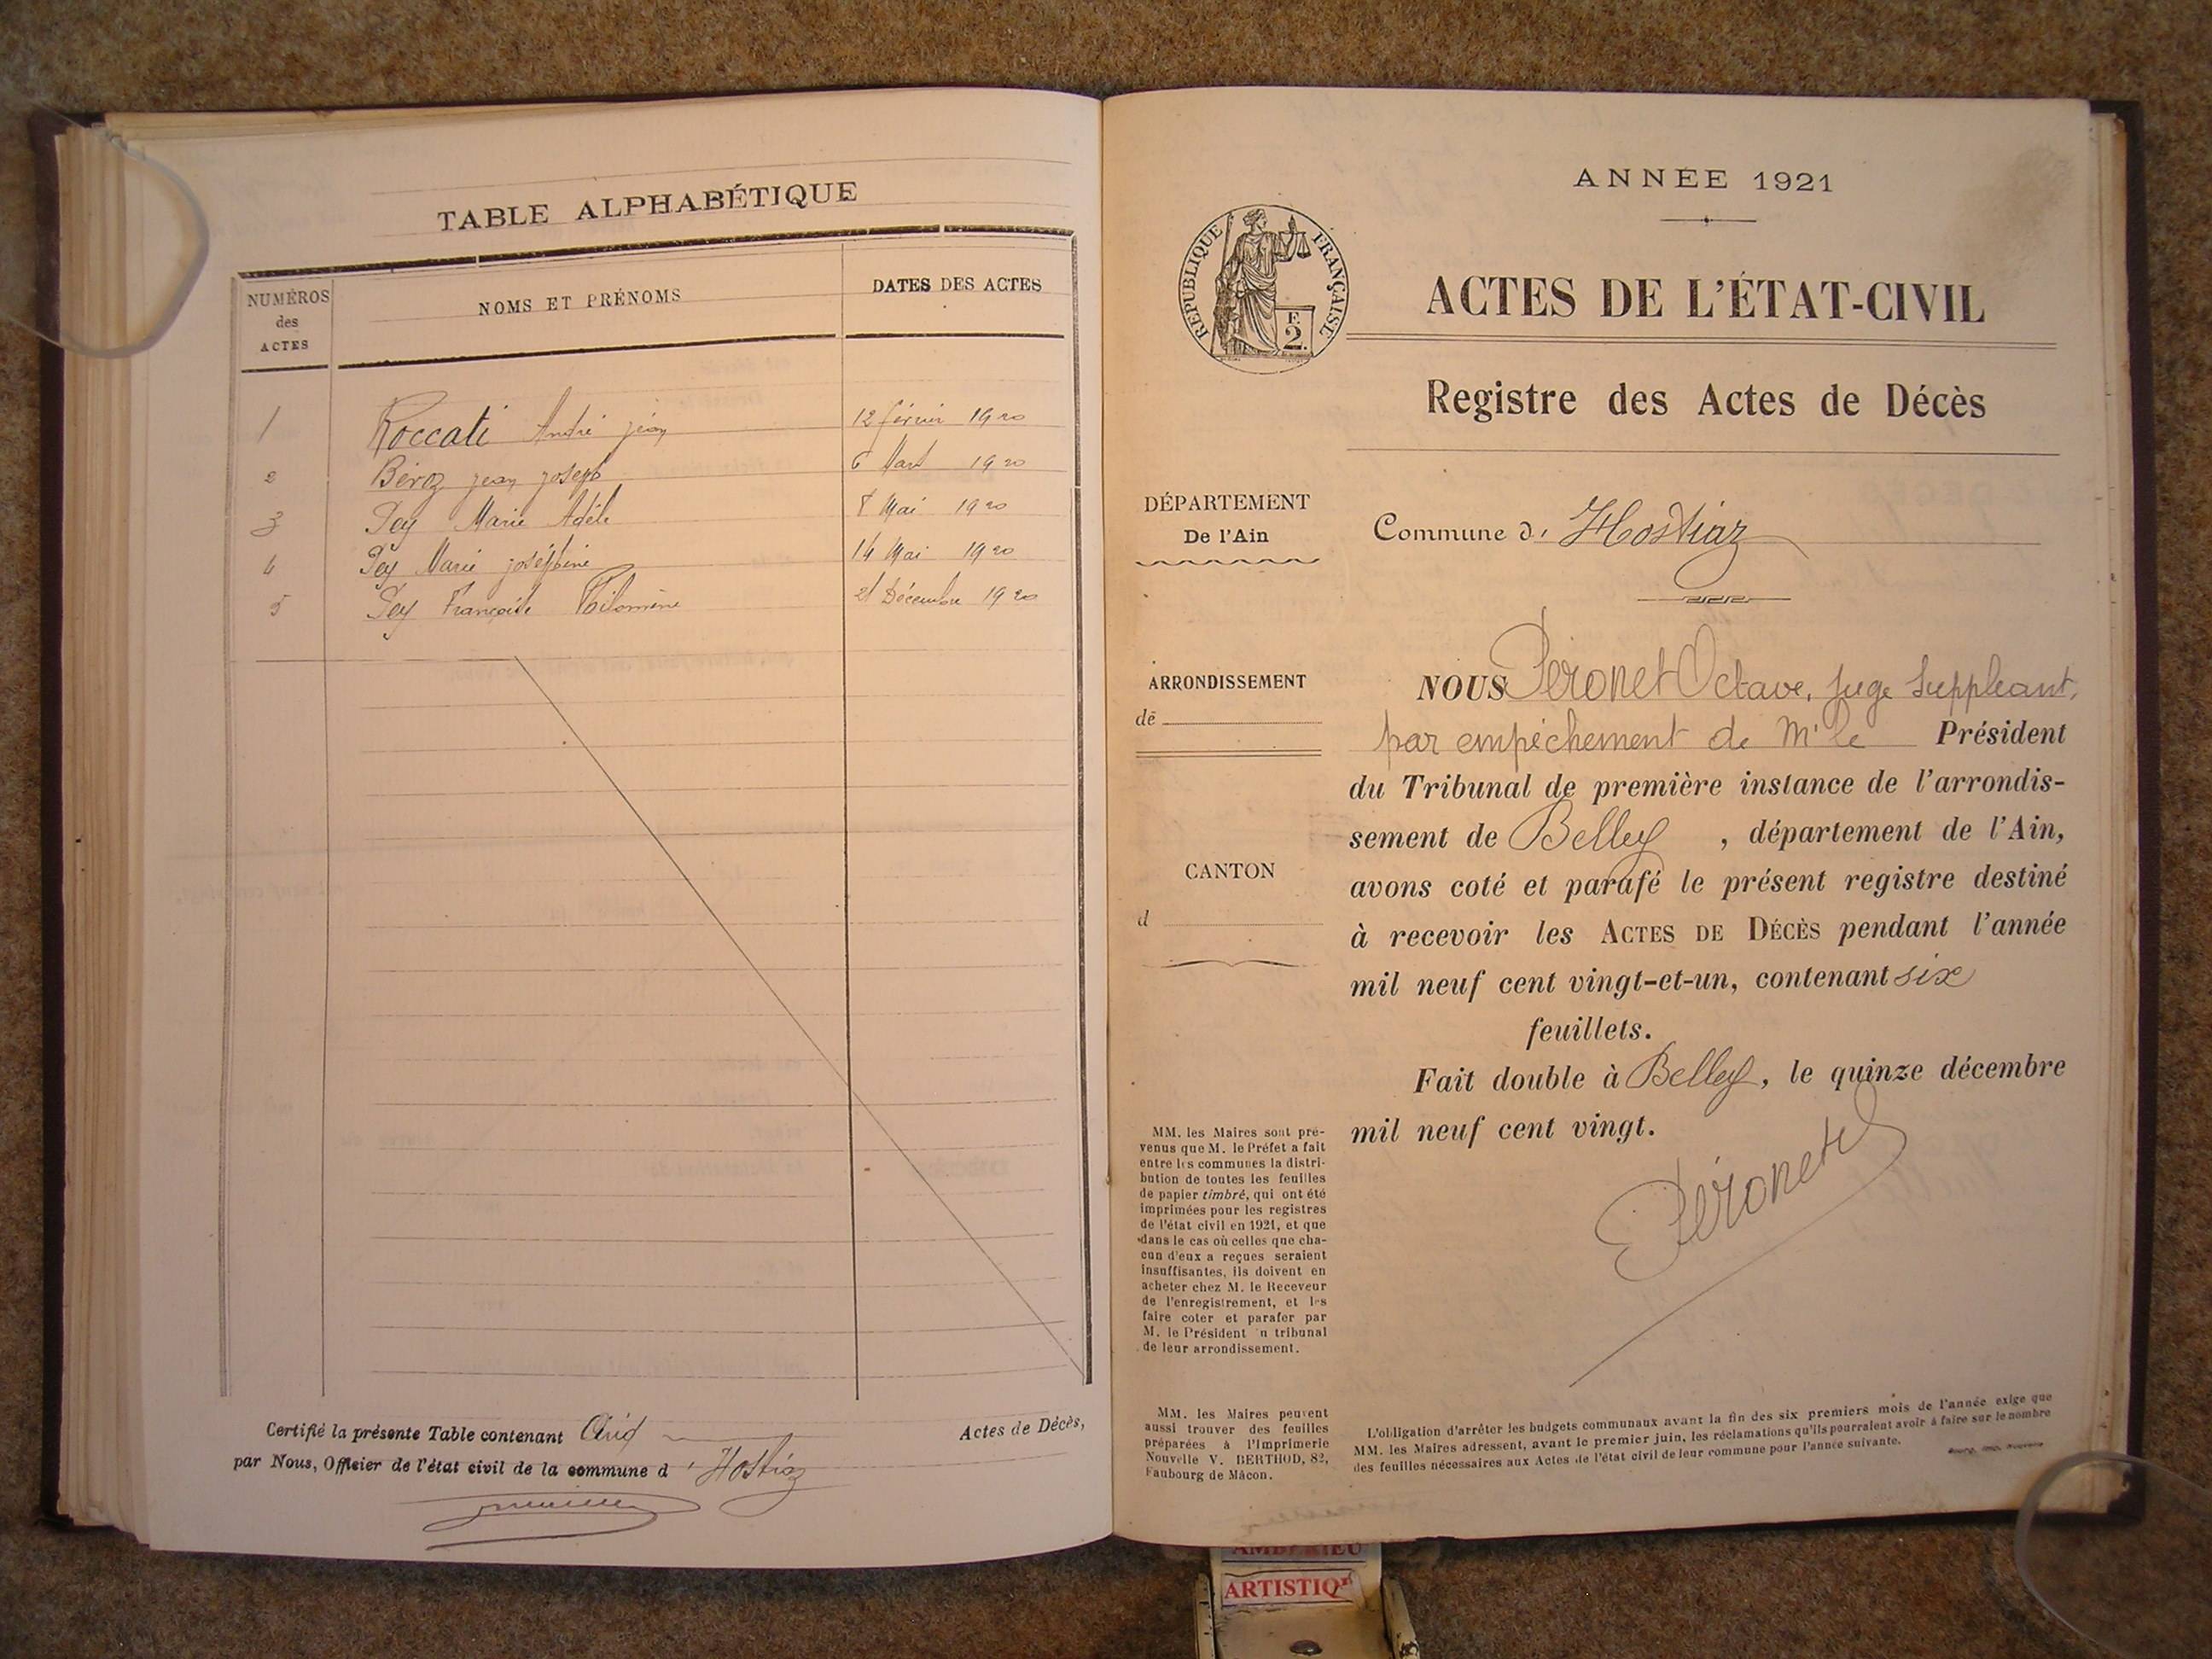 TABLE ALPHABÉTIQUE
NUMÉROS des ACTES
NOMS ET PRÉNOMS
DATES DES ACTES
1 Roccati André jean 12 février 1920
2 Béroz jean joseph 6 Mars 1920
3 Pey Marie Adèle 8 Mai 1920
4 Pey Marie joséphine 14 Mai 1920
5 Pey Françoise Philomène 21 Décembre 1920
Certifié la présente Table contenant Cinq Actes de Décès,
par Nous, Officier de l'état civil de la commune d'Hostiaz
ANNÉE 1921
RÉPUBLIQUE FRANÇAISE
F.
2.
ACTES DE L'ÉTAT-CIVIL
Registre des Actes de Décès
DÉPARTEMENT
De l'Ain
Commune d'Hostiaz
ARRONDISSEMENT
de
CANTON
d
NOUS Péronet Octave, Juge Suppléant,
par empêchement de Mr le Président
du Tribunal de première instance de l'arrondis-
sement de Belley, département de l'Ain,
avons coté et parafé le présent registre destiné
à recevoir les ACTES DE DÉCÈS pendant l'année
mil neuf cent vingt-et-un, contenant six
feuillets.
Fait double à Belley, le quinze décembre
mil neuf cent vingt.
Péronet
MM. les Maires sont pré-
venus que M. le Préfet a fait
entre les communes la distri-
bution de toutes les feuilles
de papier timbré, qui ont été
imprimées pour les registres
de l'état civil en 1921, et que
dans le cas où celles que cha-
cun d'eux a reçues seraient
insuffisantes, ils doivent en
acheter chez M. le Receveur
de l'enregistrement, et les
faire coter et parafer par
M. le Président u tribunal
de leur arrondissement.
MM. les Maires peuvent
aussi trouver des feuilles
préparées à l'Imprimerie
Nouvelle V. BERTHOD, 82,
Faubourg de Mâcon.
L'obligation d'arrêter les budgets communaux avant la fin des six premiers mois de l'année exige que
MM. les Maires adressent, avant le premier juin, les réclamations qu'ils pourraient avoir à faire sur le nombre
des feuilles nécessaires aux Actes de l'état civil de leur commune pour l'année suivante.
AMBERIEU
ARTISTIQ